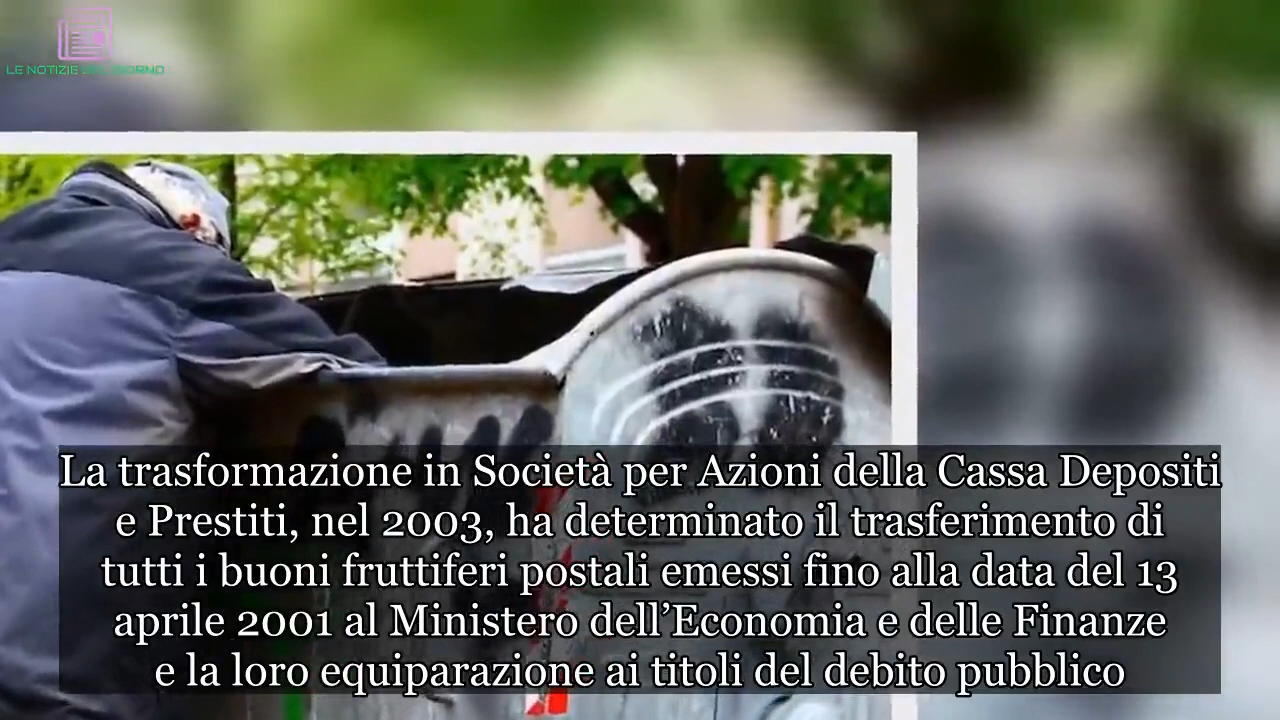 LE NOTIZIE DEL GIORNO
La trasformazione in Società per Azioni della Cassa Depositi
e Prestiti, nel 2003, ha determinato il trasferimento di
tutti i buoni fruttiferi postali emessi fino alla data del 13
aprile 2001 al Ministero dell’Economia e delle Finanze
e la loro equiparazione ai titoli del debito pubblico